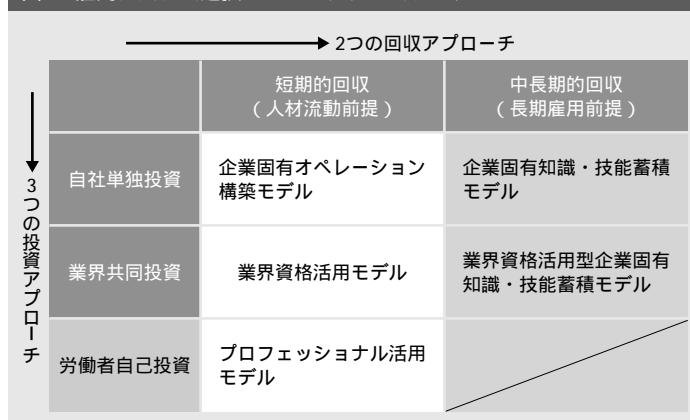 2つの回収アプローチ
短期的回収
（人材流動前提）
中長期的回収
（長期雇用前提）
3つの投資アプローチ
自社単独投資
企業固有オペレーション
構築モデル
企業固有知識・技能蓄積
モデル
業界共同投資
業界資格活用モデル
業界資格活用型企業固有
知識・技能蓄積モデル
労働者自己投資
プロフェッショナル活用
モデル